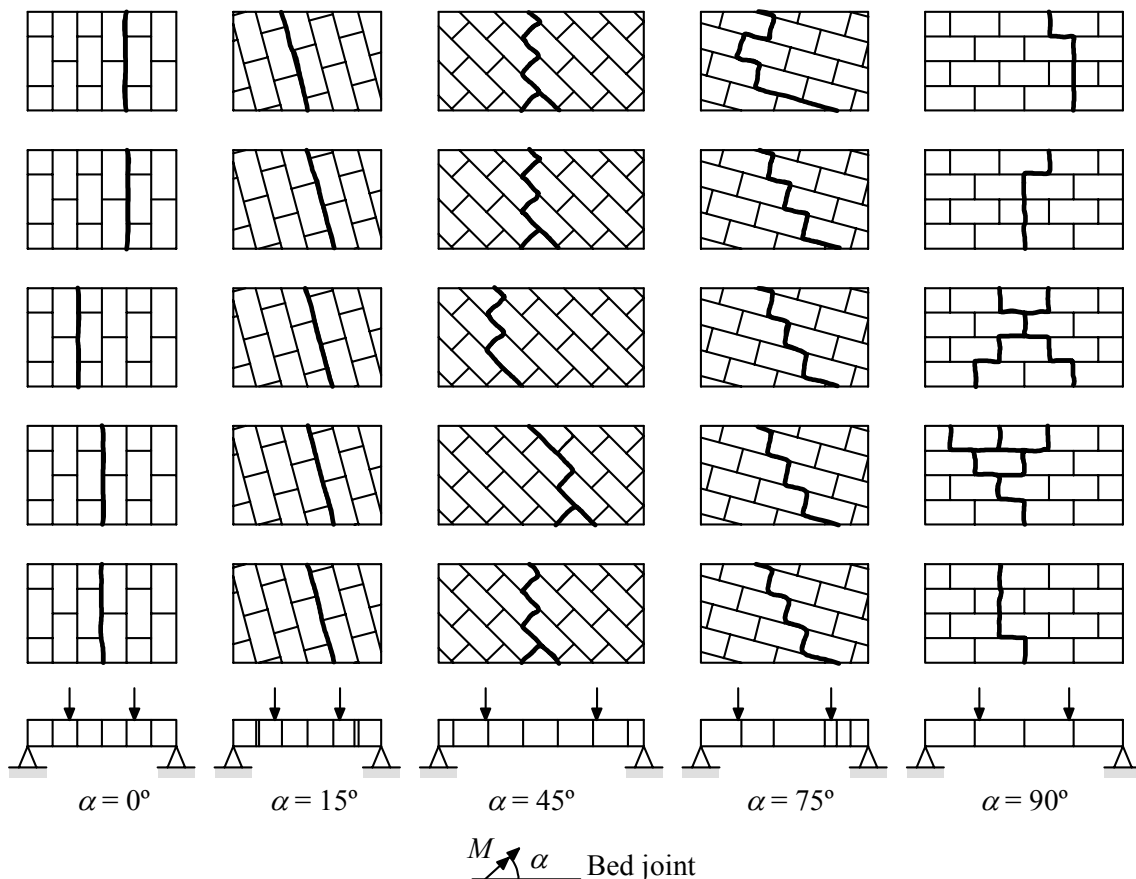 α = 0º α = 15º α = 45º α = 75º α = 90º
M α Bed joint